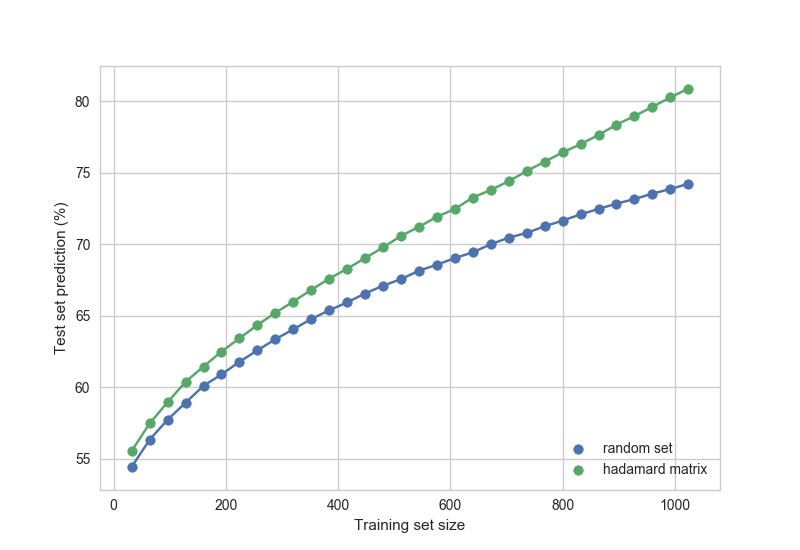 80
75
70
65
60
55
Test set prediction (%)
random set
hadamard matrix
0 200 400 600 800 1000
Training set size